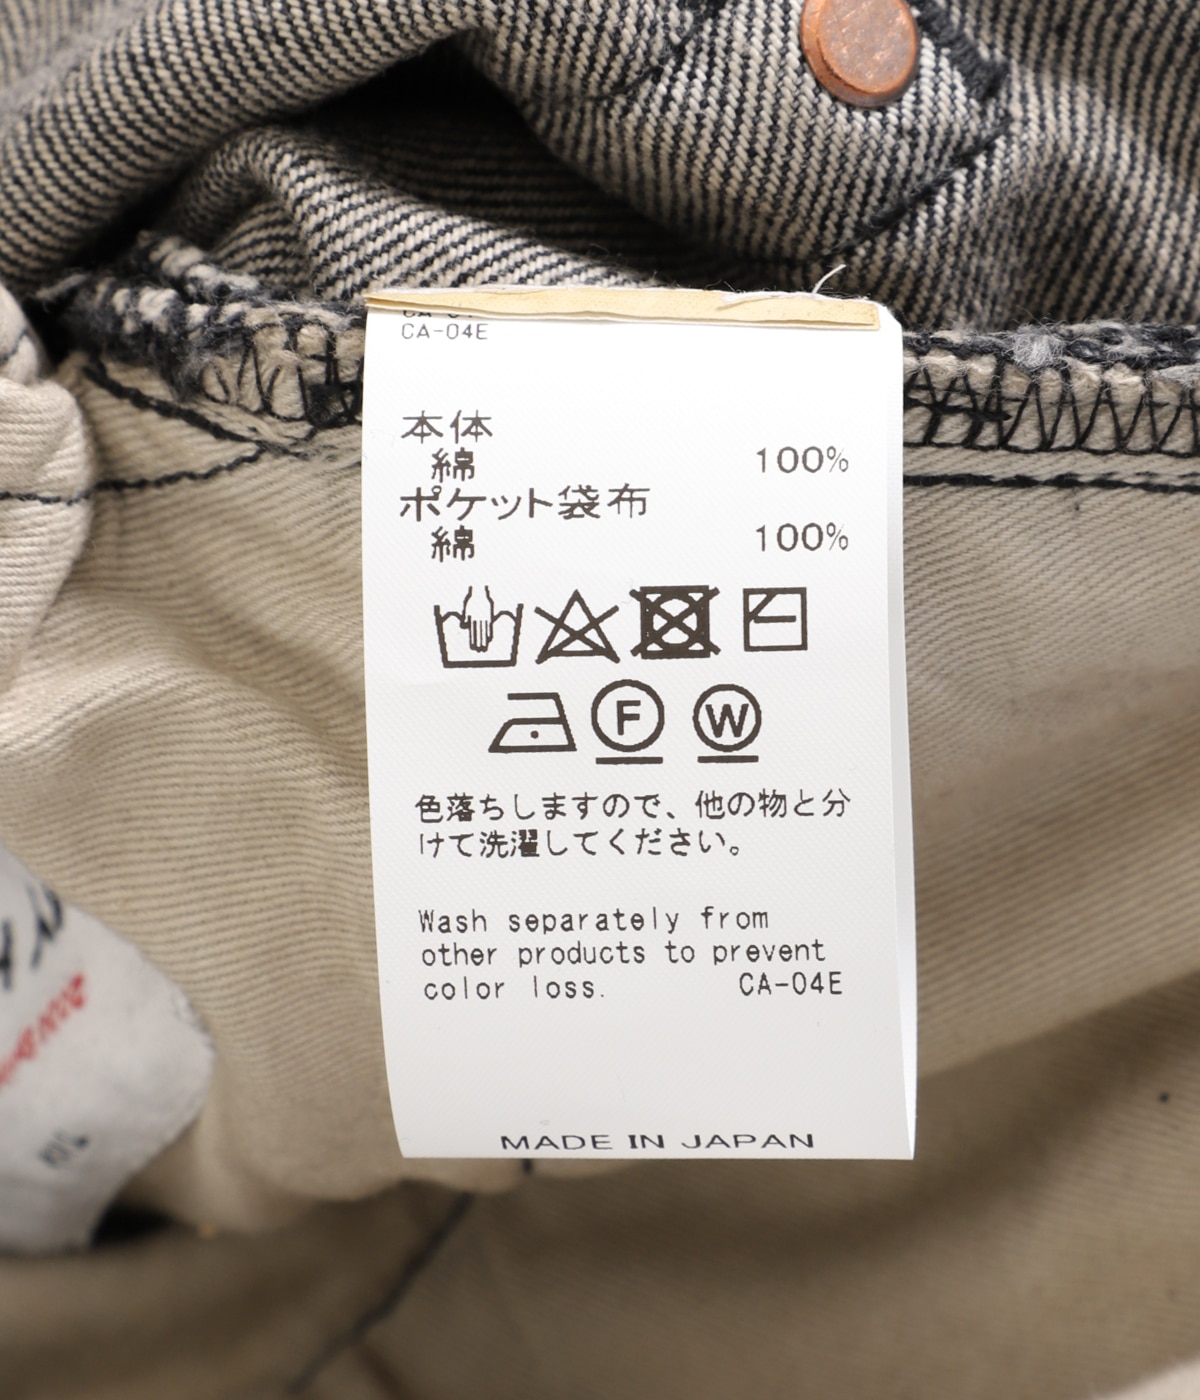 CA-04E
本体
綿 100%
ポケット袋布
綿 100%
F W
色落ちしますので、他の物と分
けて洗濯してください。
Wash separately from
other products to prevent
color loss. CA-04E
MADE IN JAPAN